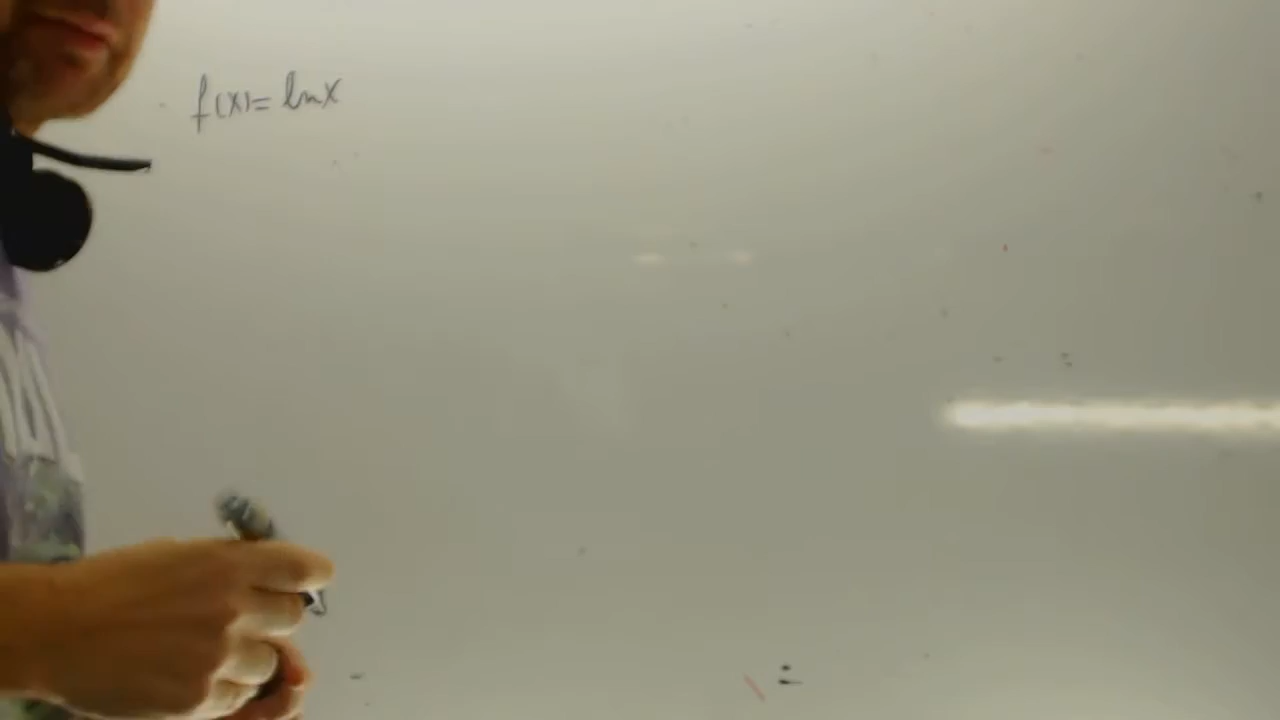 f(x)= ln x